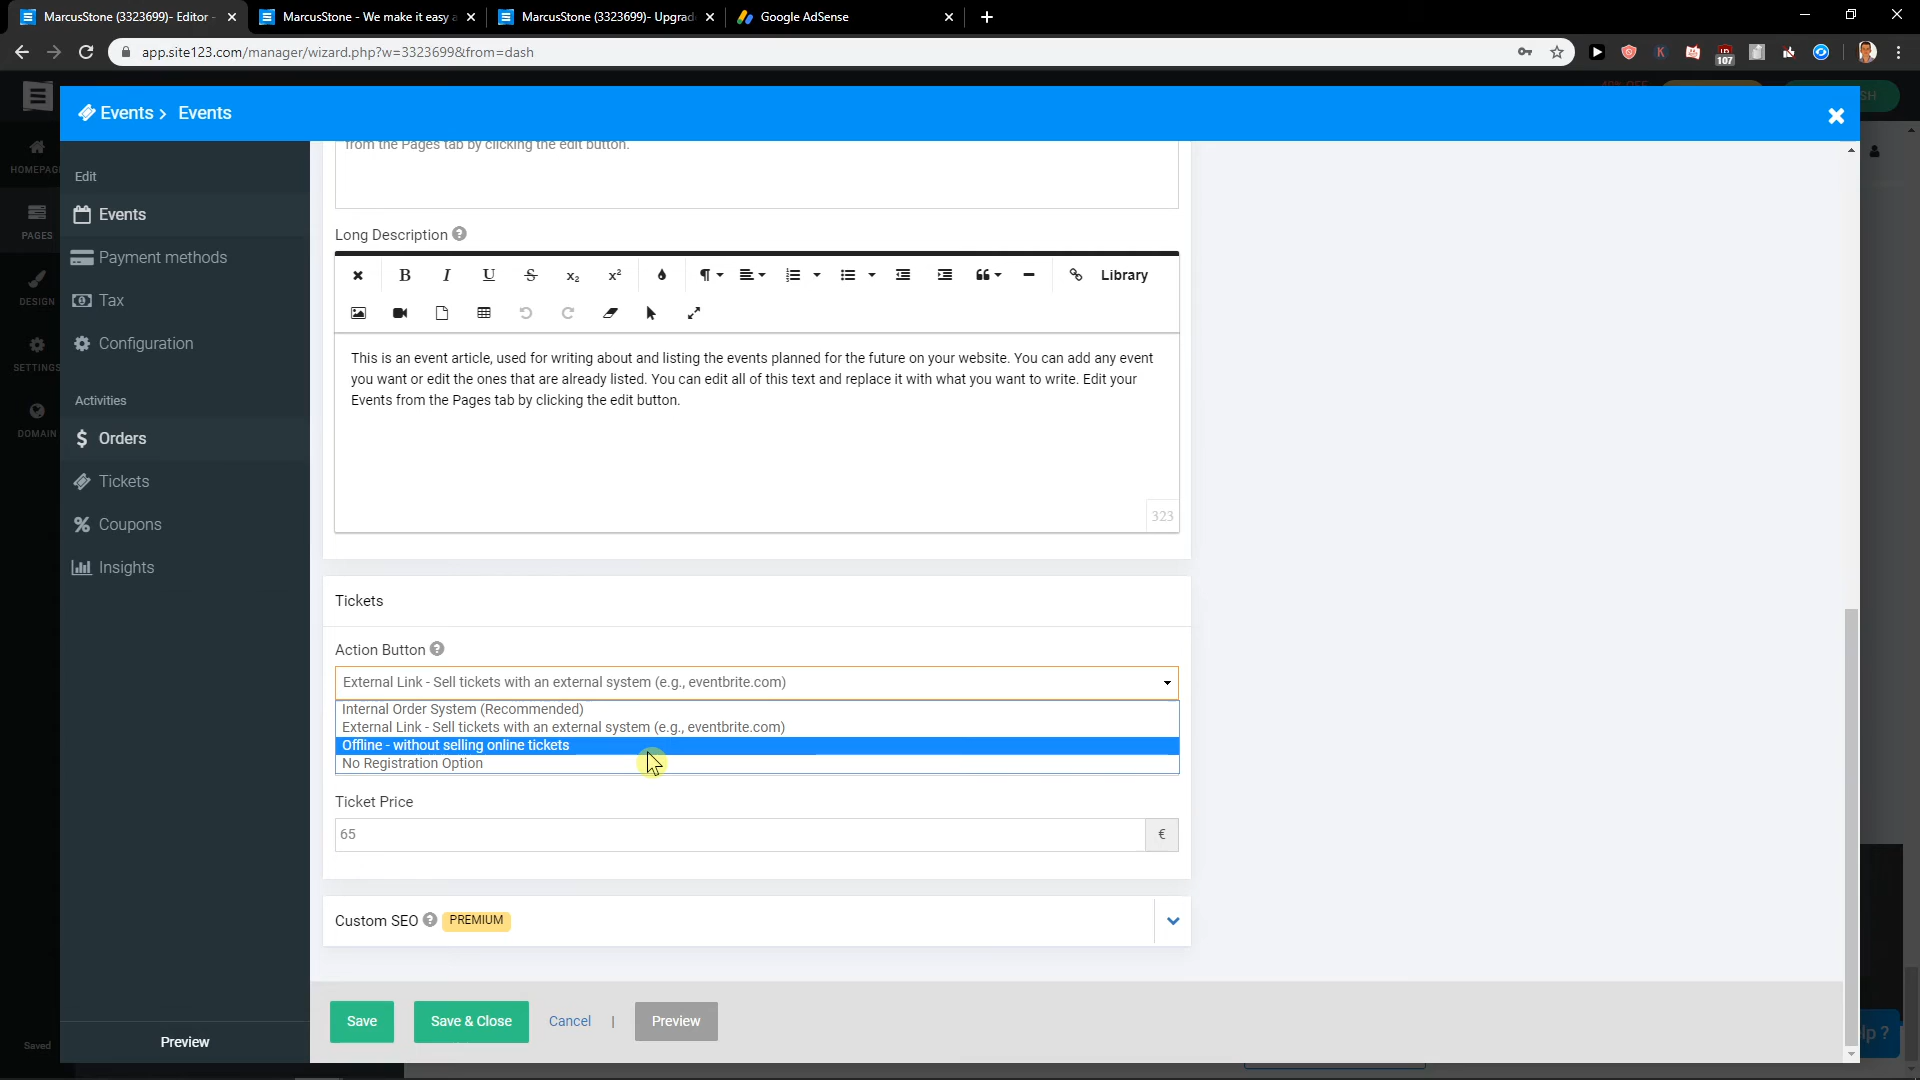 MarcusStone (3323699)- Editor -
MarcusStone - We make it easy a
MarcusStone (3323699)- Upgrad
Google AdSense
app.site123.com/manager/wizard.php?w=3323699&from=dash
107
Events > Events
HOMEPAG
PAGES
DESIGN
SETTINGS
DOMAIN
Saved
Edit
Events
Payment methods
Tax
Configuration
Activities
Orders
Tickets
Coupons
Insights
Preview
from the Pages tab by clicking the edit button.
Long Description
Library
This is an event article, used for writing about and listing the events planned for the future on your website. You can add any event
you want or edit the ones that are already listed. You can edit all of this text and replace it with what you want to write. Edit your
Events from the Pages tab by clicking the edit button.
323
Tickets
Action Button
External Link - Sell tickets with an external system (e.g., eventbrite.com)
Internal Order System (Recommended)
External Link - Sell tickets with an external system (e.g., eventbrite.com)
Offline - without selling online tickets
No Registration Option
Ticket Price
65 €
Custom SEO PREMIUM
Save
Save & Close
Cancel
|
Preview
lp ?